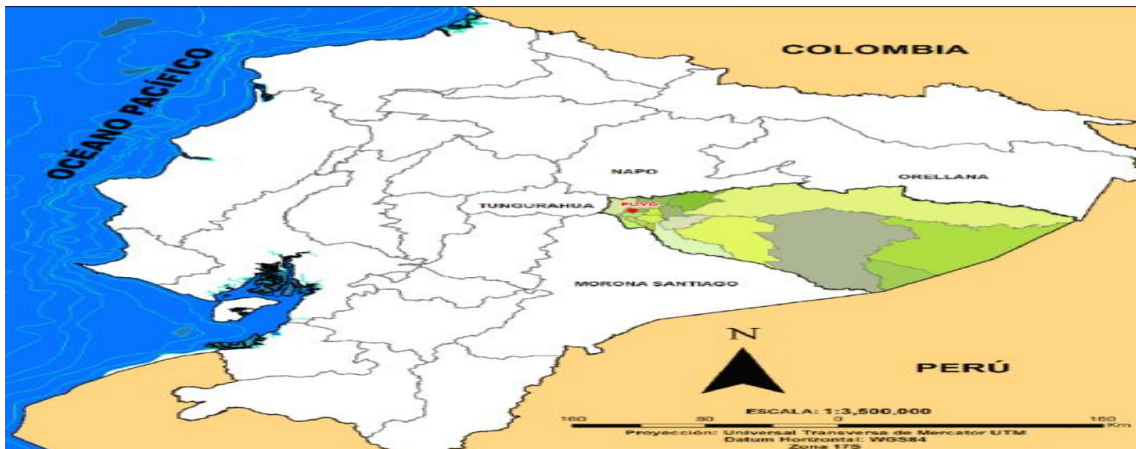 COLOMBIA
OCÉANO PACÍFICO
NAPO
ORELLANA
TUNGURAHUA
PUYO
MORONA SANTIAGO
N
PERÚ
ESCALA: 1:3,500,000
160 80 0 160
Km
Proyección: Universal Transversa de Mercator UTM
Datum Horizontal: WGS84
Zona 17S